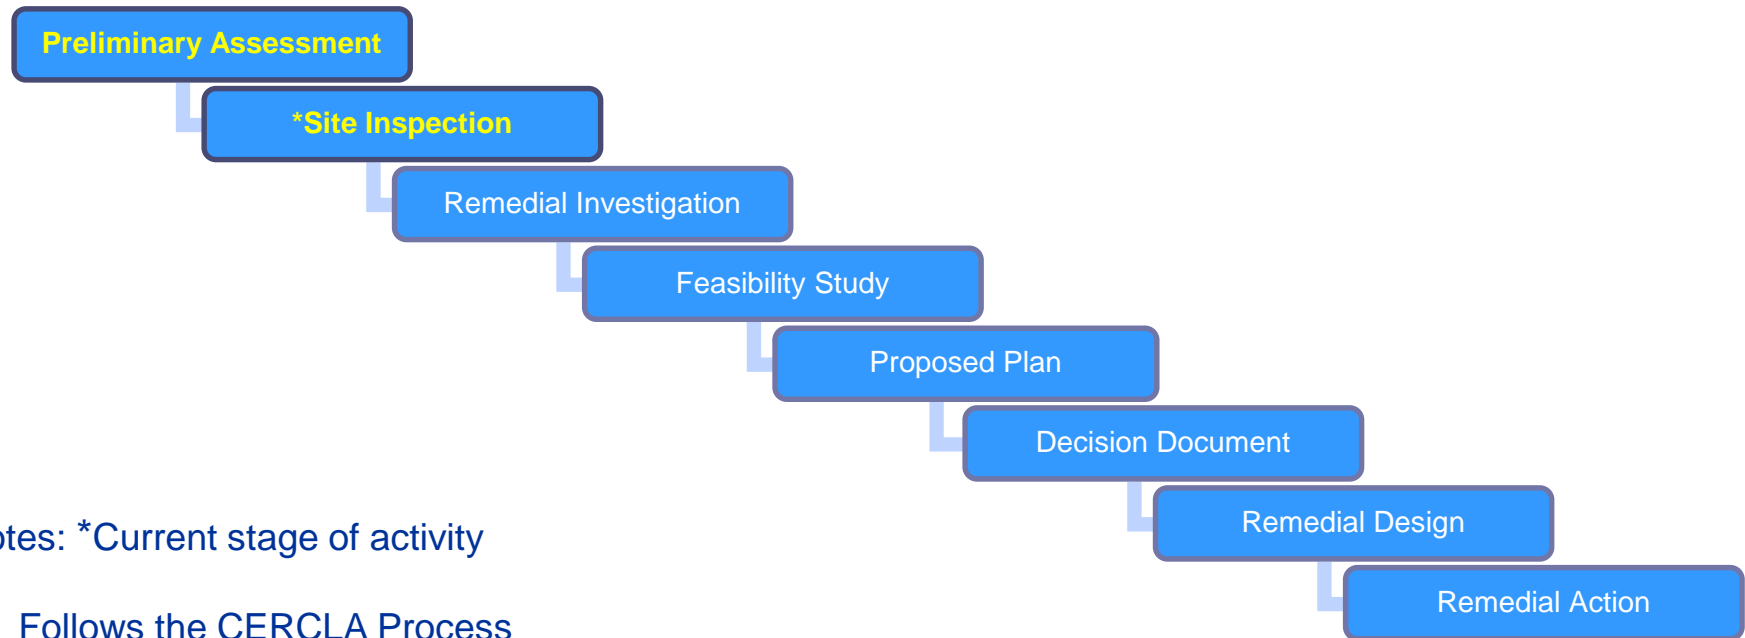 Preliminary Assessment
*Site Inspection
Remedial Investigation
Feasibility Study
Proposed Plan
Decision Document
Remedial Design
otes: *Current stage of activity
Remedial Action
Follows the CERCLA Process